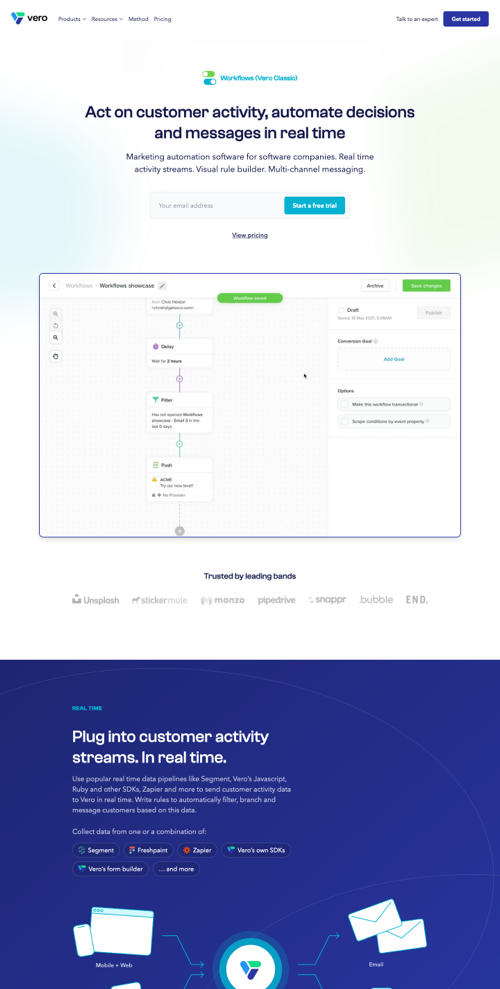 vero
Products
Resources
Method
Pricing
Talk to an expert
Get started
Workflows (Vero Classic)
Act on customer activity, automate decisions
and messages in real time
Marketing automation software for software companies. Real time
activity streams. Visual rule builder. Multi-channel messaging.
Your email address
Start a free trial
View pricing
Workflows
Workflows showcase
Archive
Save changes
Workflow saved
from Chris Hexton
Draft
Publish
Conversion Goal
Add Goal
Options
Make this workflow transactional
Scope conditions by event property
Delay
Wait for 2 hours
Filter
Has not opened Workflows
showcase - Email 3 in the
last 5 days
Push
ACME
Try our new level!
No Provider
Trusted by leading bands
Unsplash
stickermule
monzo
pipedrive
snappr
.bubble
END.
REAL TIME
Plug into customer activity
streams. In real time.
Use popular real time data pipelines like Segment, Vero's Javascript,
Ruby and other SDKs, Zapier and more to send customer activity data
to Vero in real time. Write rules to automatically filter, branch and
message customers based on this data.
Collect data from one or a combination of:
Segment
Freshpaint
Zapier
Vero's own SDKs
Vero's form builder
... and more
Mobile + Web
Email